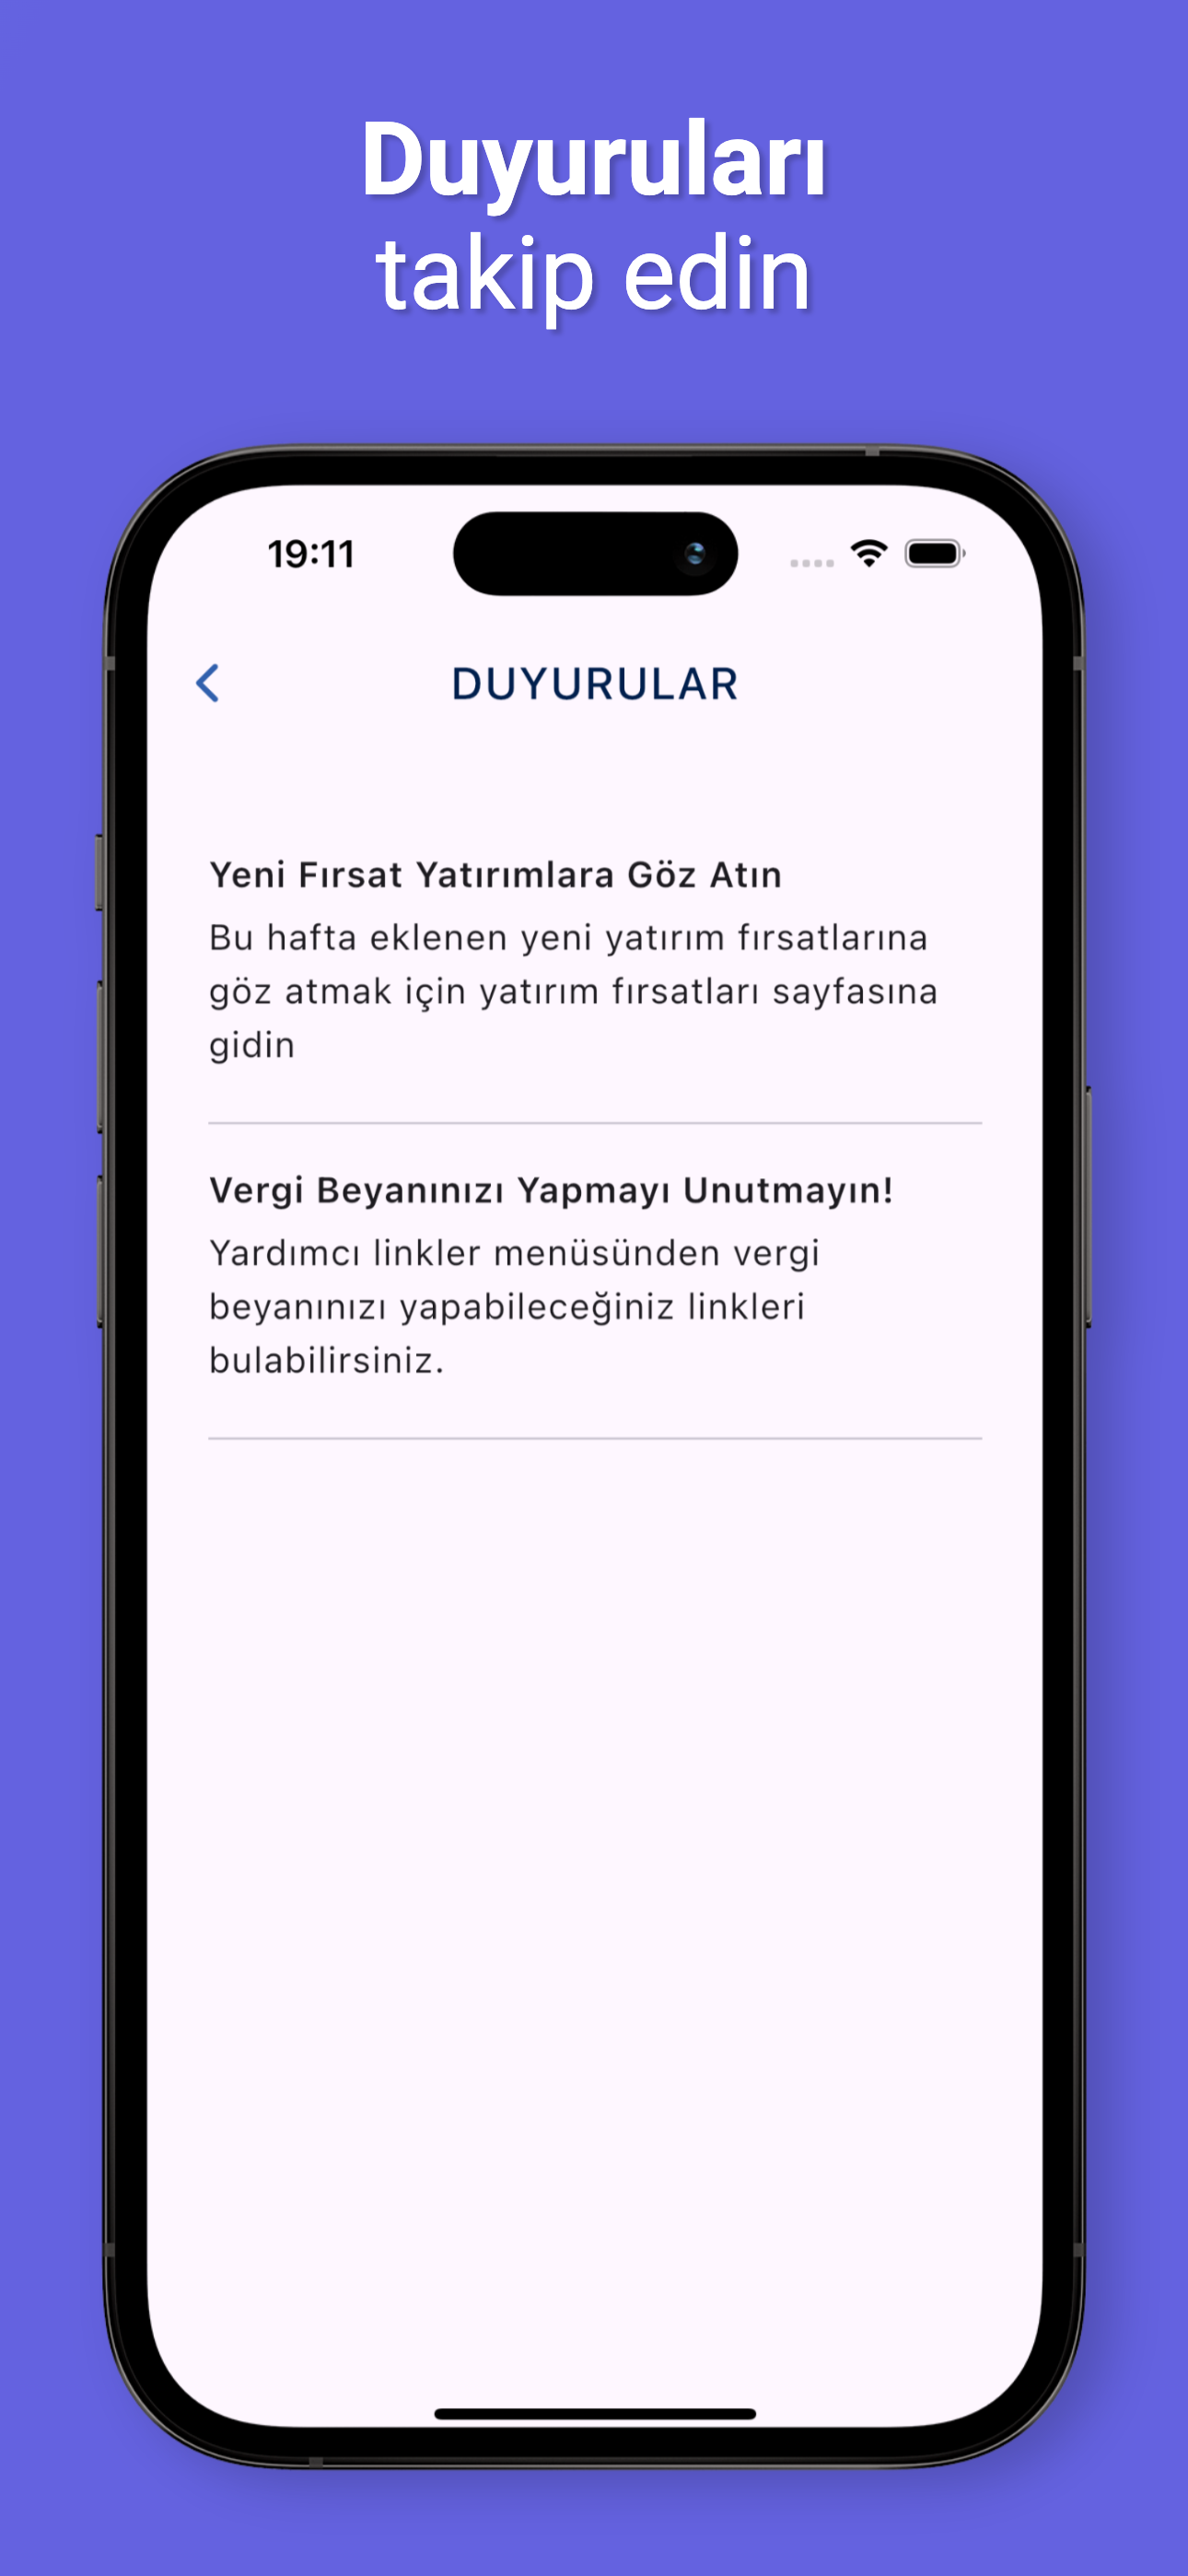 Duyuruları
takip edin
19:11
DUYURULAR
Yeni Fırsat Yatırımlara Göz Atın
Bu hafta eklenen yeni yatırım fırsatlarına
göz atmak için yatırım fırsatları sayfasına
gidin
Vergi Beyanınızı Yapmayı Unutmayın!
Yardımcı linkler menüsünden vergi
beyanınızı yapabileceğiniz linkleri
bulabilirsiniz.